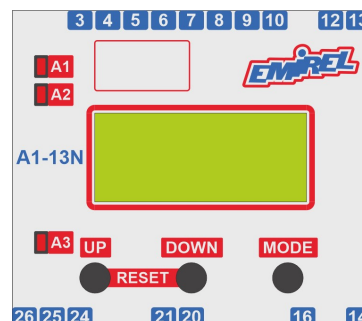 3 4 5 6 7 8 9 10 12 13
A1
EMIREL
A2
A1-13N
A3
UP DOWN MODE
RESET
26 25 24 21 20 16 14